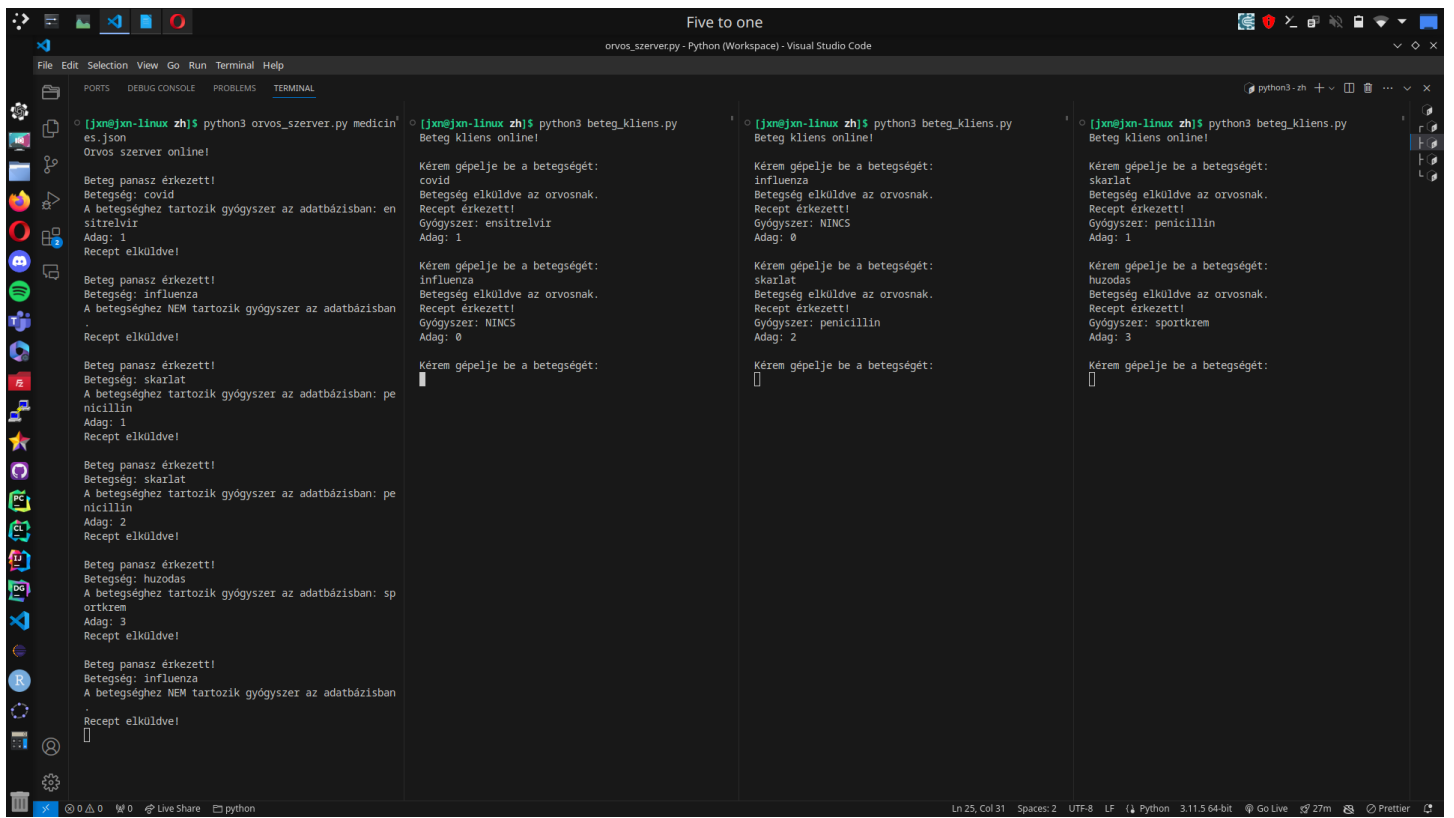 Five to one
orvos_szerver.py - Python (Workspace) - Visual Studio Code
File Edit Selection View Go Run Terminal Help
PORTS DEBUG CONSOLE PROBLEMS TERMINAL
python3 - zh
[jxn@jxn-linux zh]$ python3 orvos_szerver.py medicin
es.json
Orvos szerver online!
Beteg panasz érkezett!
Betegség: covid
A betegséghez tartozik gyógyszer az adatbázisban: en
sitrelvir
Adag: 1
Recept elküldve!
Beteg panasz érkezett!
Betegség: influenza
A betegséghez NEM tartozik gyógyszer az adatbázisban
.
Recept elküldve!
Beteg panasz érkezett!
Betegség: skarlat
A betegséghez tartozik gyógyszer az adatbázisban: pe
nicillin
Adag: 1
Recept elküldve!
Beteg panasz érkezett!
Betegség: skarlat
A betegséghez tartozik gyógyszer az adatbázisban: pe
nicillin
Adag: 2
Recept elküldve!
Beteg panasz érkezett!
Betegség: huzodas
A betegséghez tartozik gyógyszer az adatbázisban: sp
ortkrem
Adag: 3
Recept elküldve!
Beteg panasz érkezett!
Betegség: influenza
A betegséghez NEM tartozik gyógyszer az adatbázisban
.
Recept elküldve!
[jxn@jxn-linux zh]$ python3 beteg_kliens.py
Beteg kliens online!
Kérem gépelje be a betegségét:
covid
Betegség elküldve az orvosnak.
Recept érkezett!
Gyógyszer: ensitrelvir
Adag: 1
Kérem gépelje be a betegségét:
influenza
Betegség elküldve az orvosnak.
Recept érkezett!
Gyógyszer: NINCS
Adag: 0
Kérem gépelje be a betegségét:
[jxn@jxn-linux zh]$ python3 beteg_kliens.py
Beteg kliens online!
Kérem gépelje be a betegségét:
influenza
Betegség elküldve az orvosnak.
Recept érkezett!
Gyógyszer: NINCS
Adag: 0
Kérem gépelje be a betegségét:
skarlat
Betegség elküldve az orvosnak.
Recept érkezett!
Gyógyszer: penicillin
Adag: 2
Kérem gépelje be a betegségét:
[jxn@jxn-linux zh]$ python3 beteg_kliens.py
Beteg kliens online!
Kérem gépelje be a betegségét:
skarlat
Betegség elküldve az orvosnak.
Recept érkezett!
Gyógyszer: penicillin
Adag: 1
Kérem gépelje be a betegségét:
huzodas
Betegség elküldve az orvosnak.
Recept érkezett!
Gyógyszer: sportkrem
Adag: 3
Kérem gépelje be a betegségét:
0 0 0 Live Share python
Ln 25, Col 31 Spaces: 2 UTF-8 LF Python 3.11.5 64-bit Go Live 27m Prettier